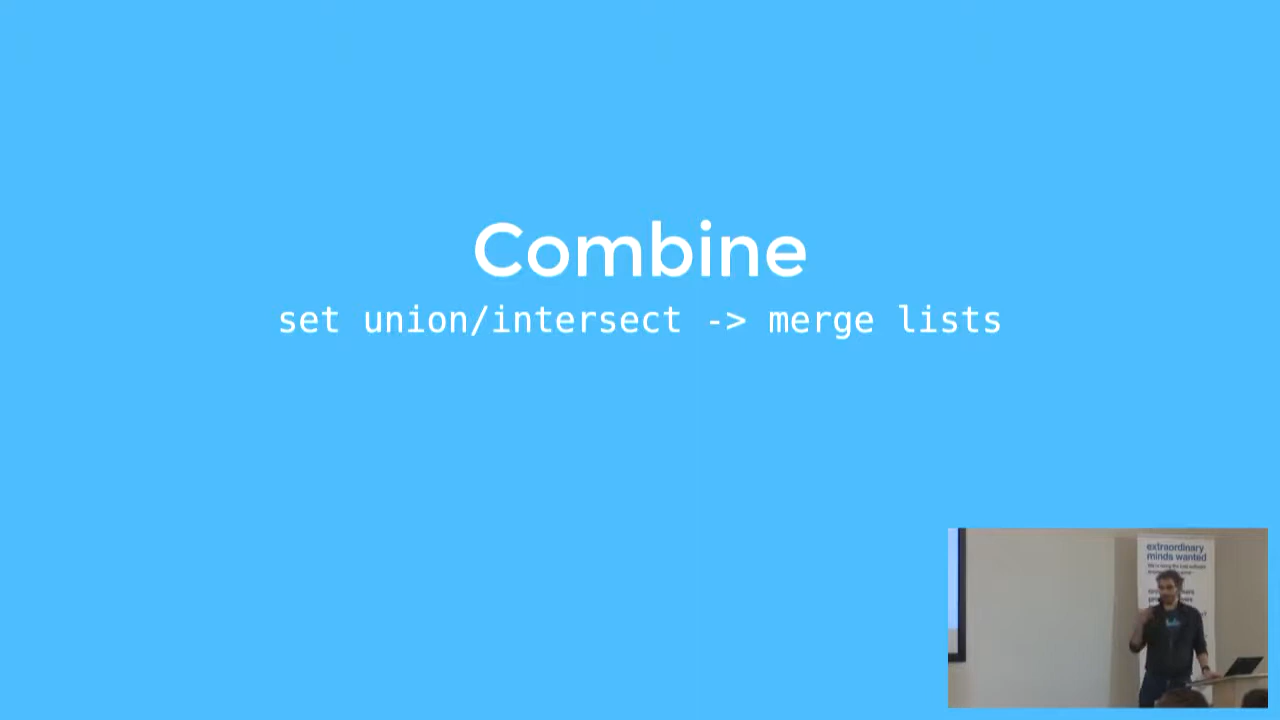 Combine
set union/intersect -> merge lists
extraordinary
minds wanted